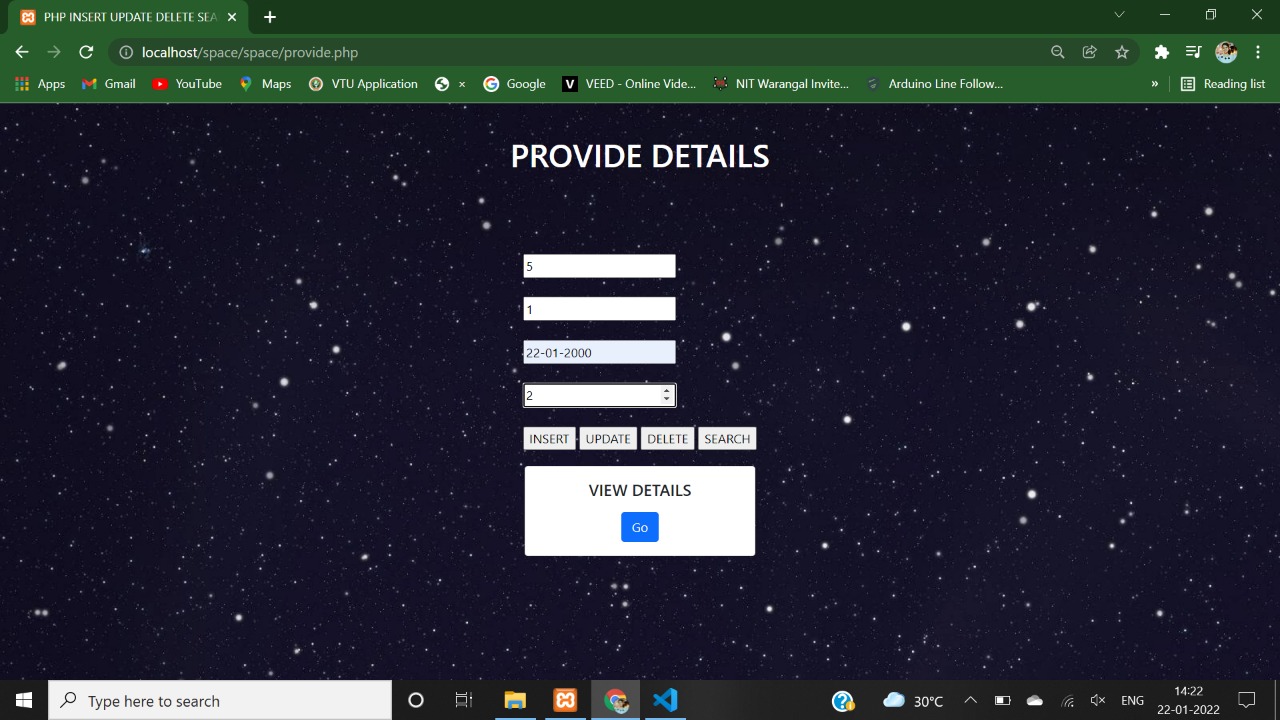 PHP INSERT UPDATE DELETE SEA
localhost/space/space/provide.php
Apps Gmail YouTube Maps VTU Application × Google VEED - Online Vide... NIT Warangal Invite... Arduino Line Follow... » Reading list
PROVIDE DETAILS
5
1
22-01-2000
2
INSERT UPDATE DELETE SEARCH
VIEW DETAILS
Go
Type here to search
30°C
ENG
14:22
22-01-2022